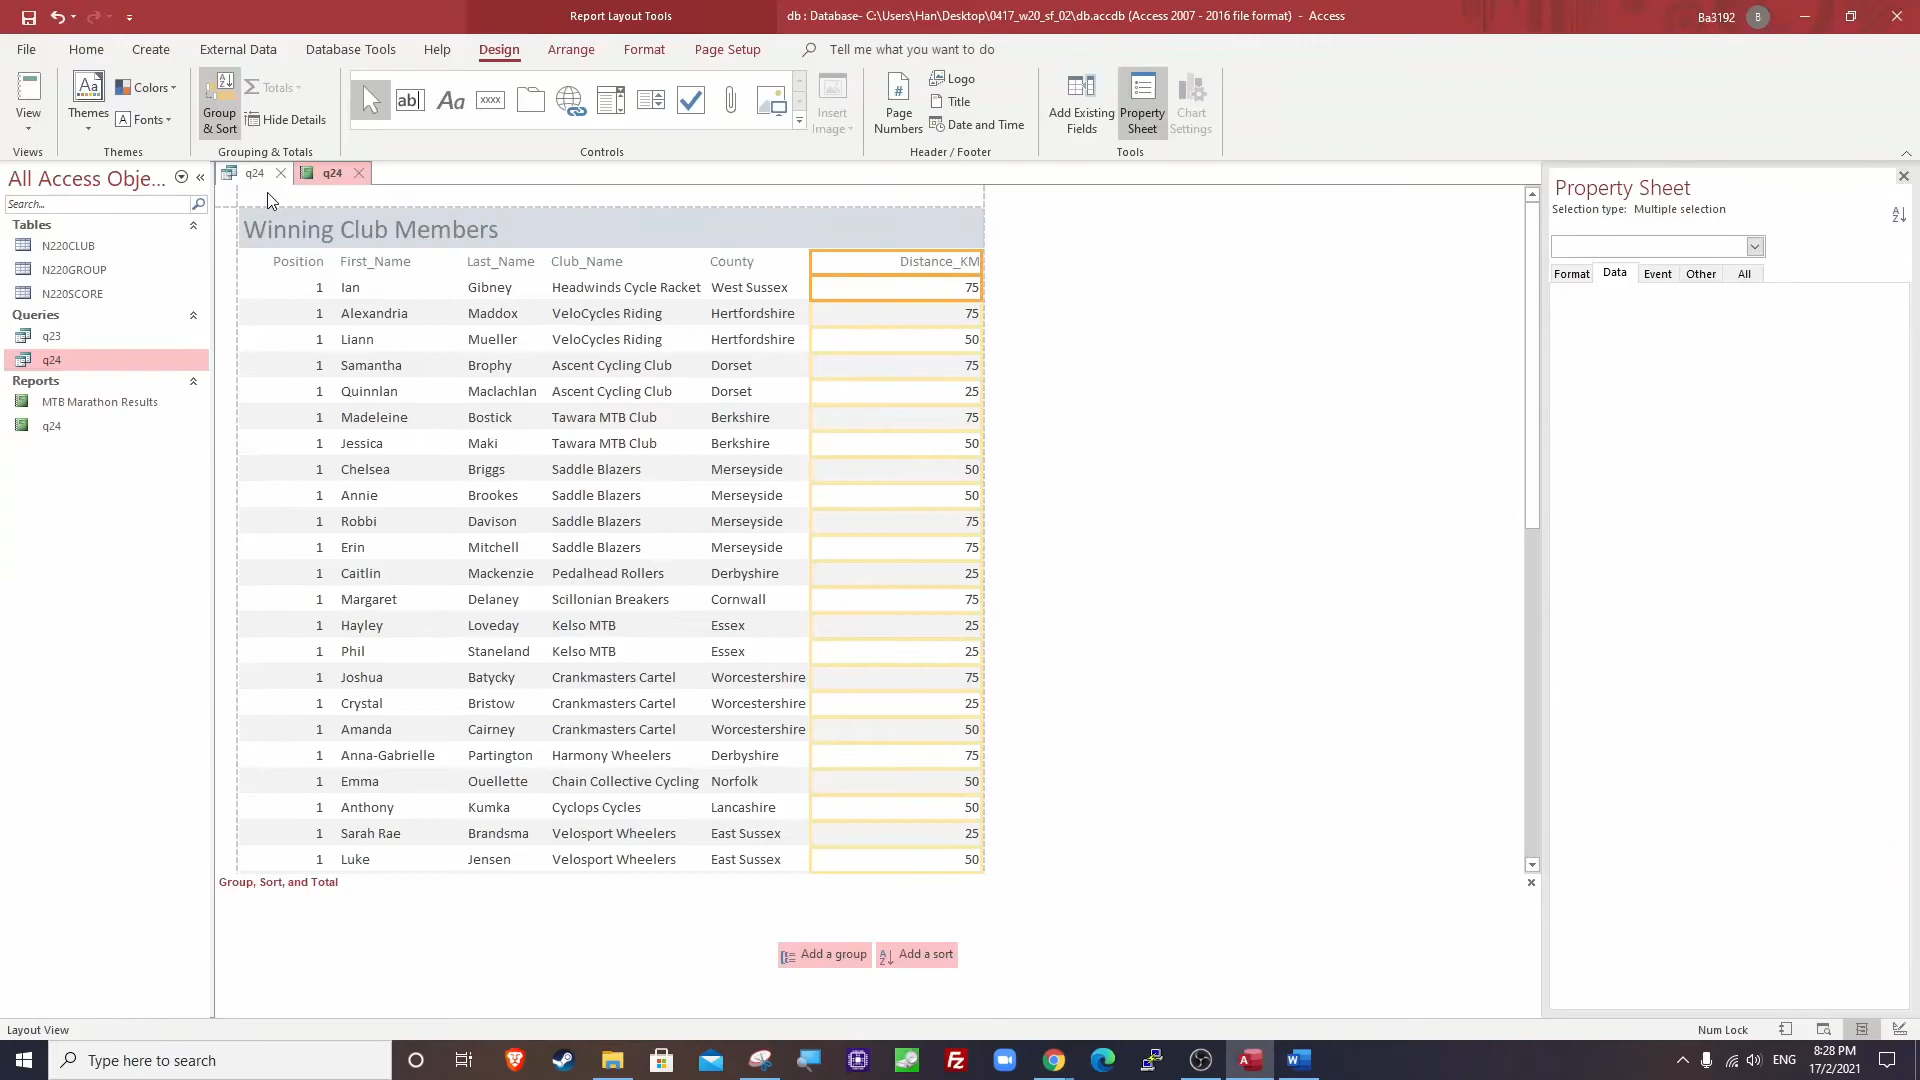 Report Layout Tools
db : Database- C:\Users\Han\Desktop\0417_w20_sf_02\db.accdb (Access 2007 - 2016 file format) - Access
Ba3192 B
File Home Create External Data Database Tools Help Design Arrange Format Page Setup Tell me what you want to do
View
Views
Themes
Colors
Fonts
Themes
Group & Sort
Totals
Hide Details
Grouping & Totals
ab| Aa xxxx
Insert Image
Controls
Page Numbers
Logo
Title
Date and Time
Header / Footer
Add Existing Fields
Property Sheet
Chart Settings
Tools
All Access Obje...
Search...
Tables
N220CLUB
N220GROUP
N220SCORE
Queries
q23
q24
Reports
MTB Marathon Results
q24
q24
q24
Winning Club Members
Position First_Name Last_Name Club_Name County Distance_KM
1 Ian Gibney Headwinds Cycle Racket West Sussex 75
1 Alexandria Maddox VeloCycles Riding Hertfordshire 75
1 Liann Mueller VeloCycles Riding Hertfordshire 50
1 Samantha Brophy Ascent Cycling Club Dorset 75
1 Quinnlan Maclachlan Ascent Cycling Club Dorset 25
1 Madeleine Bostick Tawara MTB Club Berkshire 75
1 Jessica Maki Tawara MTB Club Berkshire 50
1 Chelsea Briggs Saddle Blazers Merseyside 50
1 Annie Brookes Saddle Blazers Merseyside 50
1 Robbi Davison Saddle Blazers Merseyside 75
1 Erin Mitchell Saddle Blazers Merseyside 75
1 Caitlin Mackenzie Pedalhead Rollers Derbyshire 25
1 Margaret Delaney Scillonian Breakers Cornwall 75
1 Hayley Loveday Kelso MTB Essex 25
1 Phil Staneland Kelso MTB Essex 25
1 Joshua Batycky Crankmasters Cartel Worcestershire 75
1 Crystal Bristow Crankmasters Cartel Worcestershire 25
1 Amanda Cairney Crankmasters Cartel Worcestershire 50
1 Anna-Gabrielle Partington Harmony Wheelers Derbyshire 75
1 Emma Ouellette Chain Collective Cycling Norfolk 50
1 Anthony Kumka Cyclops Cycles Lancashire 50
1 Sarah Rae Brandsma Velosport Wheelers East Sussex 25
1 Luke Jensen Velosport Wheelers East Sussex 50
Group, Sort, and Total
Add a group
Add a sort
Property Sheet
Selection type: Multiple selection
Format Data Event Other All
Layout View
Num Lock
Type here to search
ENG
8:28 PM
17/2/2021